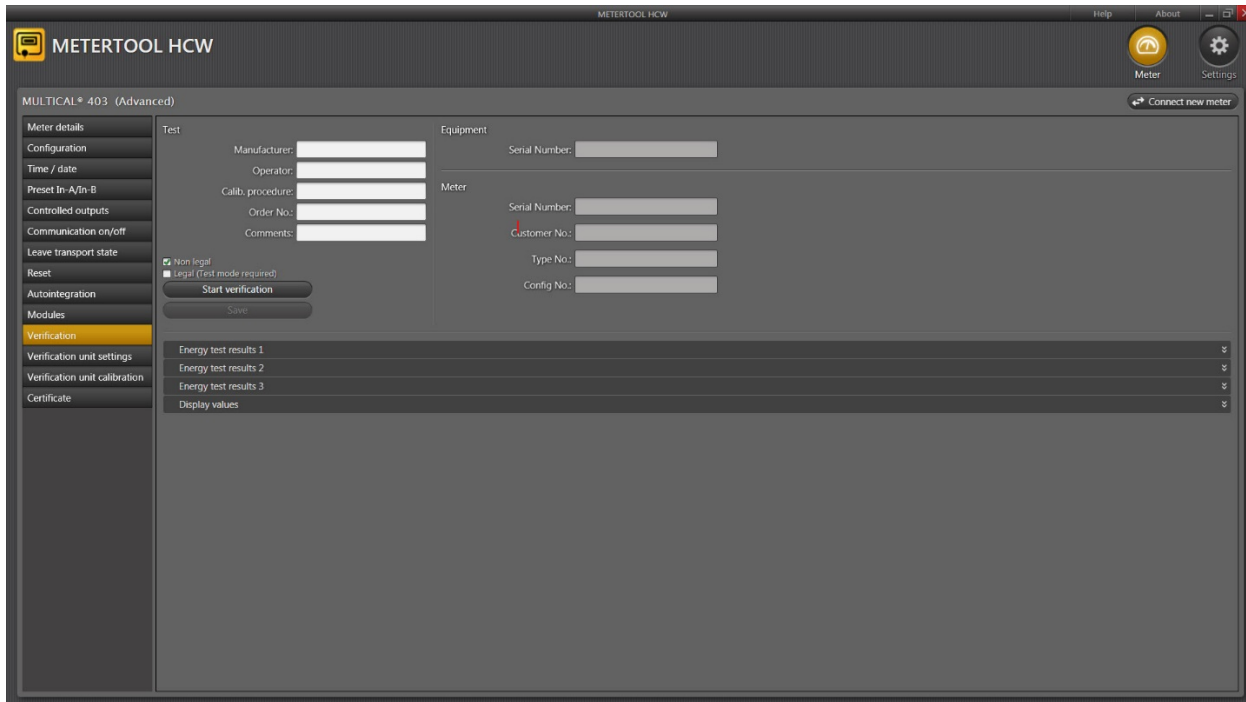 METERTOOL HCW
Help About
METERTOOL HCW
Meter Settings
MULTICAL® 403 (Advanced)
Connect new meter
Meter details
Configuration
Time / date
Preset In-A/In-B
Controlled outputs
Communication on/off
Leave transport state
Reset
Autointegration
Modules
Verification
Verification unit settings
Verification unit calibration
Certificate
Test
Manufacturer:
Operator:
Calib. procedure:
Order No.:
Comments:
Non legal
Legal (Test mode required)
Start verification
Save
Equipment
Serial Number:
Meter
Serial Number:
Customer No.:
Type No.:
Config No.:
Energy test results 1
Energy test results 2
Energy test results 3
Display values